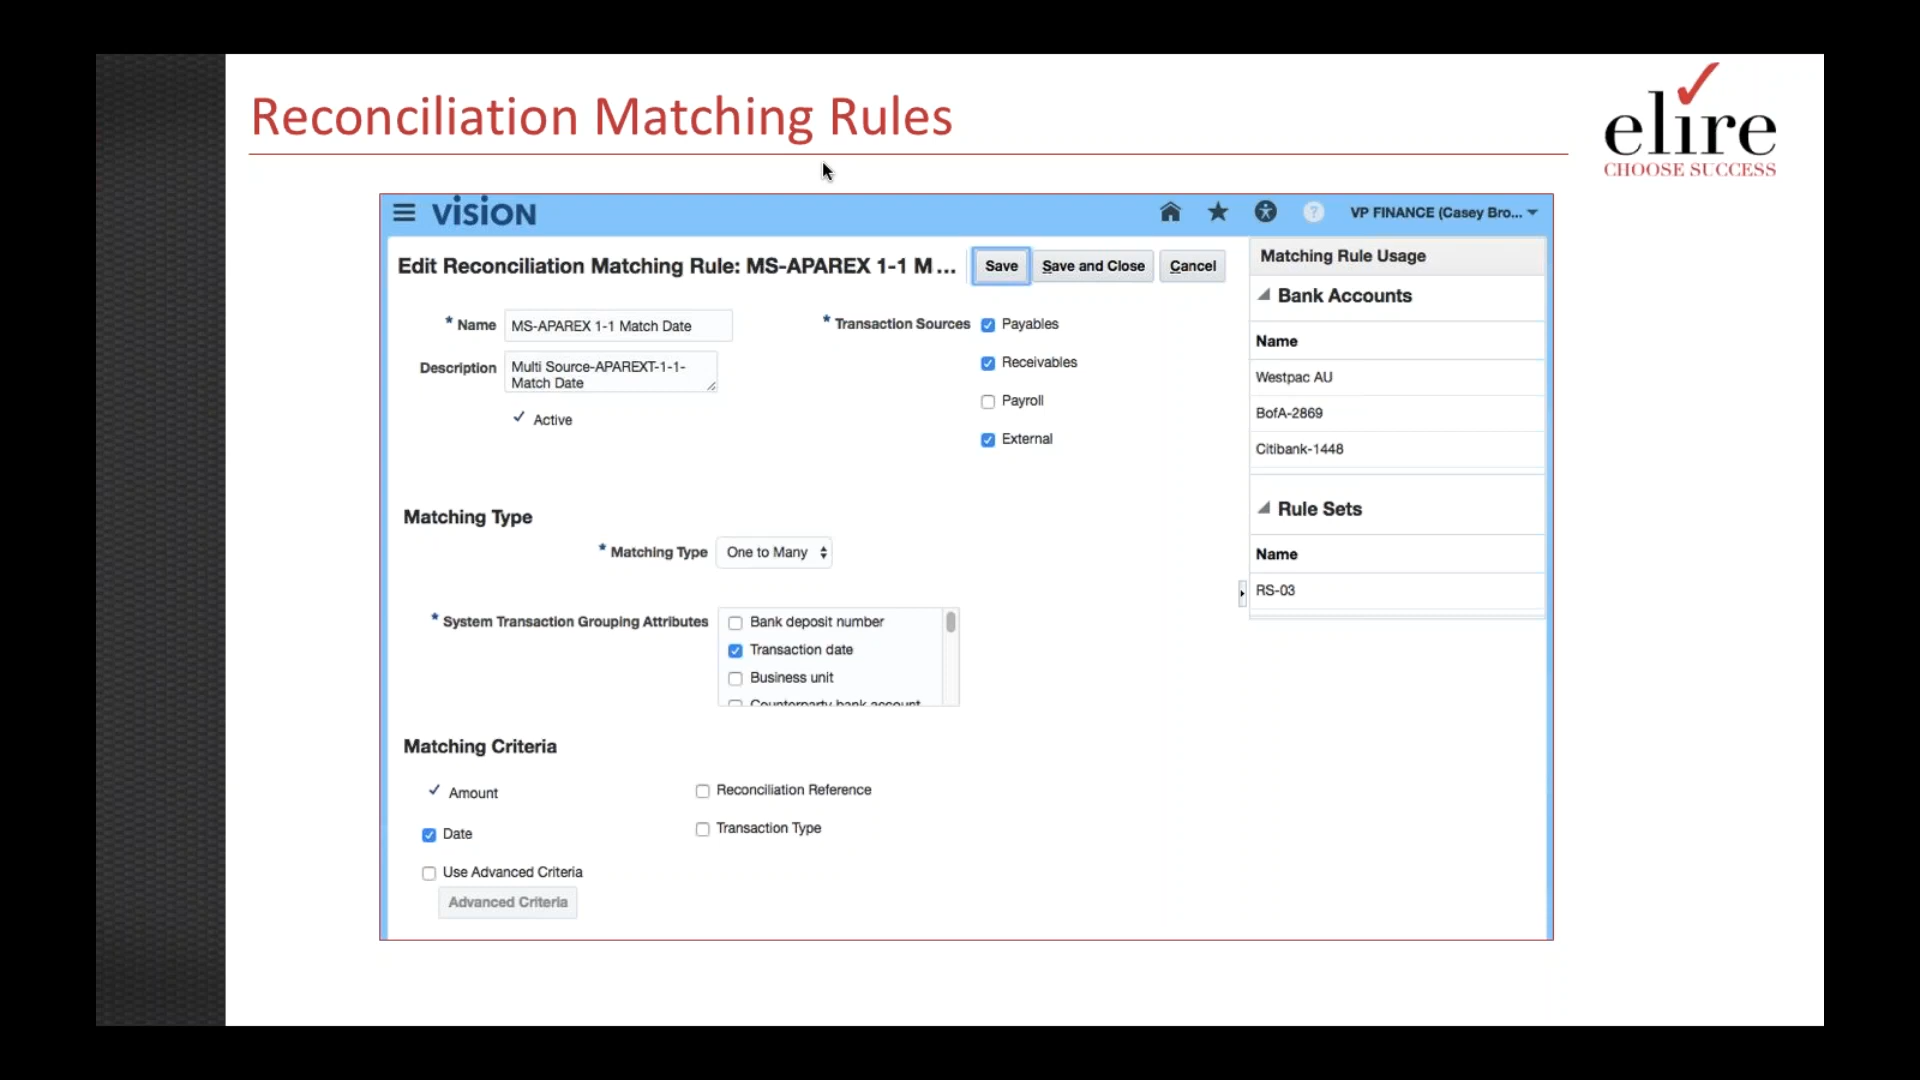 Reconciliation Matching Rules
elire
CHOOSE SUCCESS
VISION
?
VP FINANCE (Casey Bro...
Edit Reconciliation Matching Rule: MS-APAREX 1-1 M ...
Save
Save and Close
Cancel
* Name
MS-APAREX 1-1 Match Date
Description
Multi Source-APAREXT-1-1-
Match Date
Active
* Transaction Sources
Payables
Receivables
Payroll
External
Matching Type
* Matching Type
One to Many
* System Transaction Grouping Attributes
Bank deposit number
Transaction date
Business unit
Counterparty bank account
Matching Criteria
Amount
Reconciliation Reference
Date
Transaction Type
Use Advanced Criteria
Advanced Criteria
Matching Rule Usage
Bank Accounts
Name
Westpac AU
BofA-2869
Citibank-1448
Rule Sets
Name
RS-03